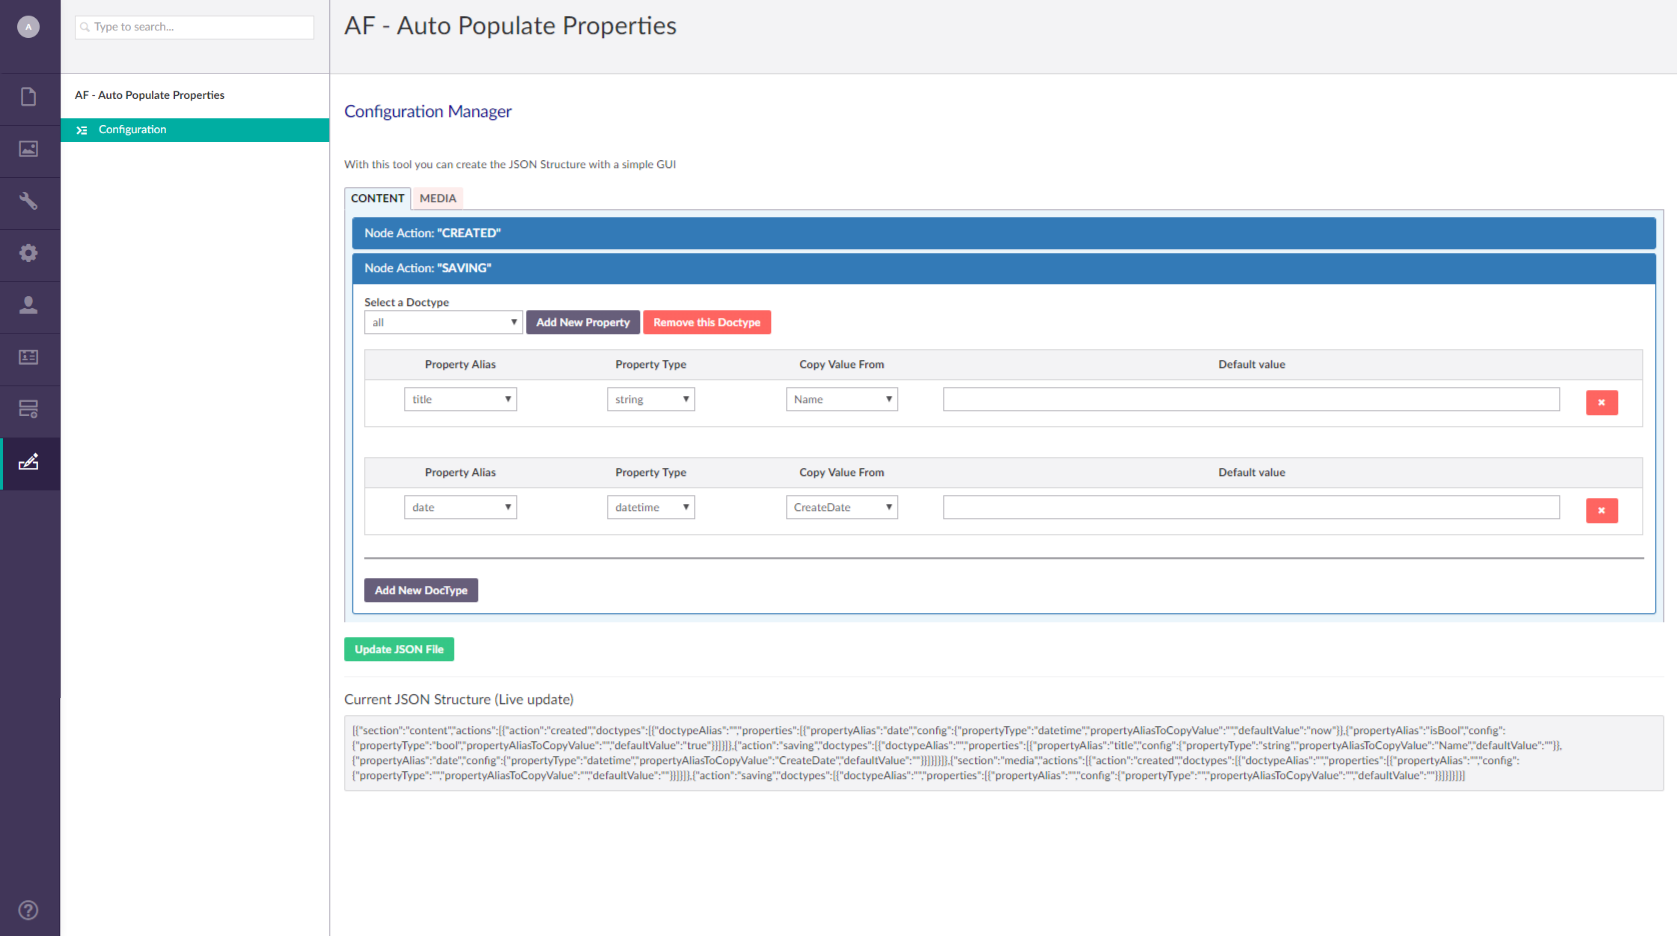 A
Type to search...
AF - Auto Populate Properties
AF - Auto Populate Properties
Configuration
Configuration Manager
With this tool you can create the JSON Structure with a simple GUI
CONTENT MEDIA
Node Action: "CREATED"
Node Action: "SAVING"
Select a Doctype
all Add New Property Remove this Doctype
Property Alias Property Type Copy Value From Default value
title string Name
Property Alias Property Type Copy Value From Default value
date datetime CreateDate
Add New DocType
Update JSON File
Current JSON Structure (Live update)
[{"section":"content","actions":[{"action":"created","doctypes":[{"doctypeAlias":"","properties":[{"propertyAlias":"date","config":{"propertyType":"datetime","propertyAliasToCopyValue":"","defaultValue":"now"}},{"propertyAlias":"isBool","config":
{"propertyType":"bool","propertyAliasToCopyValue":"","defaultValue":"true"}}]}]},{"action":"saving","doctypes":[{"doctypeAlias":"","properties":[{"propertyAlias":"title","config":{"propertyType":"string","propertyAliasToCopyValue":"Name","defaultValue":""}},
{"propertyAlias":"date","config":{"propertyType":"datetime","propertyAliasToCopyValue":"CreateDate","defaultValue":""}}]}]}]},{"section":"media","actions":[{"action":"created","doctypes":[{"doctypeAlias":"","properties":[{"propertyAlias":"","config":
{"propertyType":"","propertyAliasToCopyValue":"","defaultValue":""}}]}]},{"action":"saving","doctypes":[{"doctypeAlias":"","properties":[{"propertyAlias":"","config":{"propertyType":"","propertyAliasToCopyValue":"","defaultValue":""}}]}]}]}]